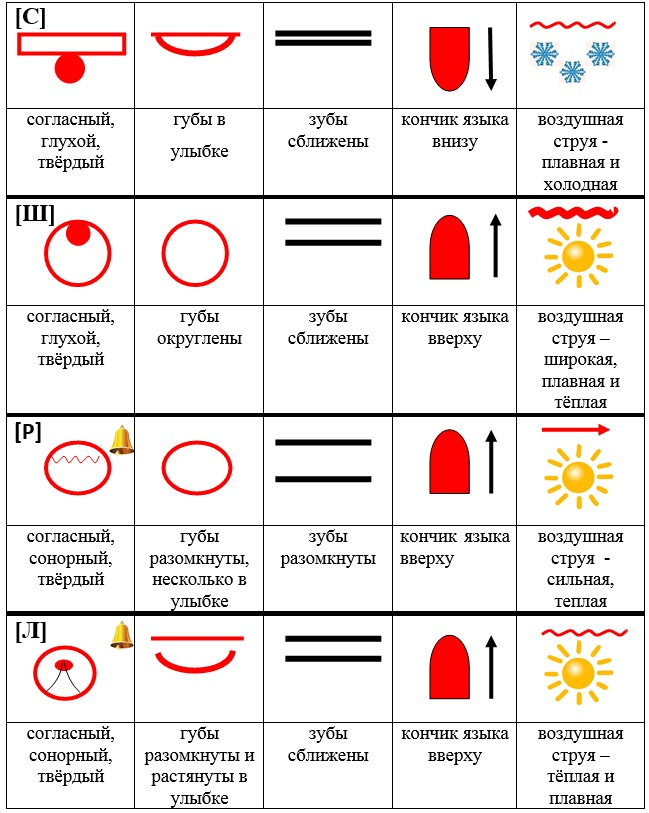 [С]
согласный,
глухой,
твёрдый
губы в
улыбке
зубы
сближены
кончик языка
внизу
воздушная
струя -
плавная и
холодная
[Ш]
согласный,
глухой,
твёрдый
губы
округлены
зубы
сближены
кончик языка
вверху
воздушная
струя –
широкая,
плавная и
тёплая
[Р]
согласный,
сонорный,
твёрдый
губы
разомкнуты,
несколько в
улыбке
зубы
разомкнуты
кончик языка
вверху
воздушная
струя -
сильная,
теплая
[Л]
согласный,
сонорный,
твёрдый
губы
разомкнуты и
растянуты в
улыбке
зубы
сближены
кончик языка
вверху
воздушная
струя –
тёплая и
плавная